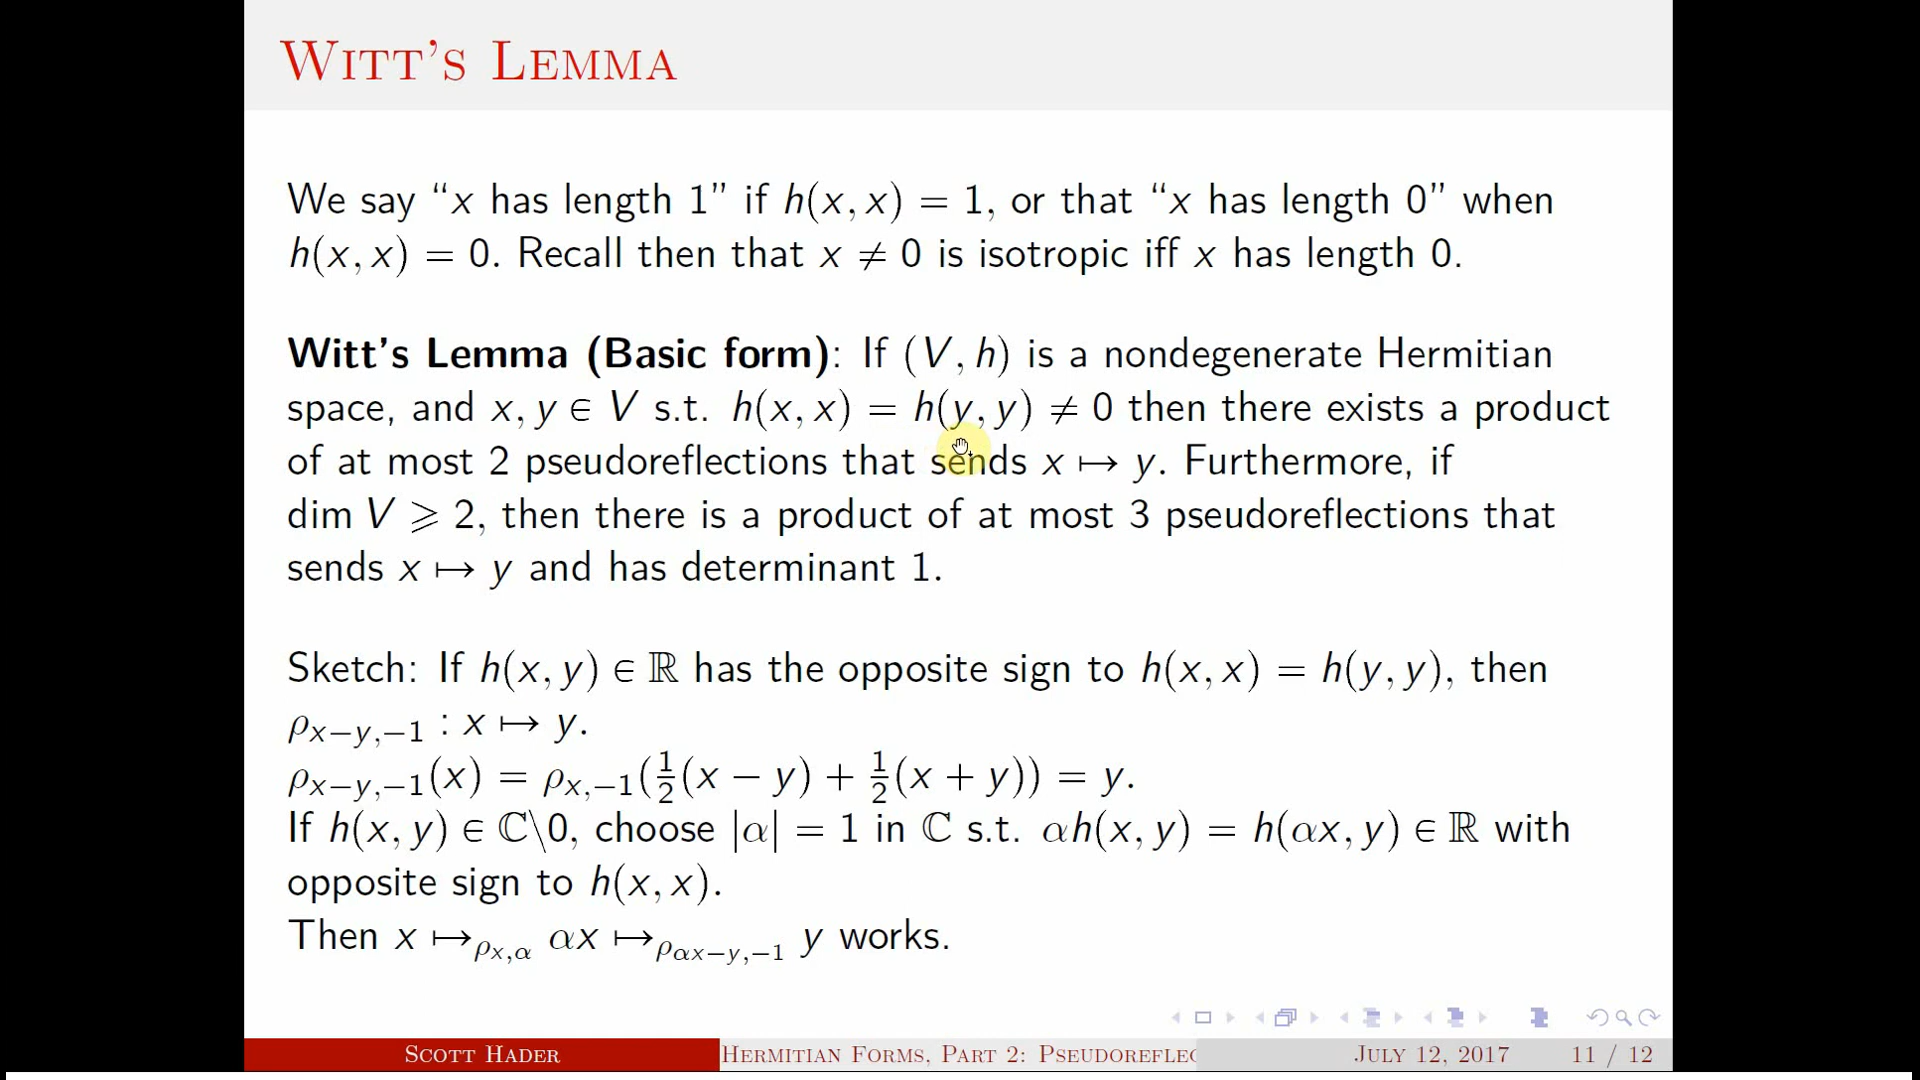 Witt's Lemma
We say “x has length 1” if h(x, x) = 1, or that “x has length 0” when
h(x, x) = 0. Recall then that x ≠ 0 is isotropic iff x has length 0.
Witt's Lemma (Basic form): If (V, h) is a nondegenerate Hermitian
space, and x, y ∈ V s.t. h(x, x) = h(y, y) ≠ 0 then there exists a product
of at most 2 pseudoreflections that sends x ↦ y. Furthermore, if
dim V ⩾ 2, then there is a product of at most 3 pseudoreflections that
sends x ↦ y and has determinant 1.
Sketch: If h(x, y) ∈ ℝ has the opposite sign to h(x, x) = h(y, y), then
ρ_{x−y,−1} : x ↦ y.
ρ_{x−y,−1}(x) = ρ_{x,−1}(½(x − y) + ½(x + y)) = y.
If h(x, y) ∈ ℂ\0, choose |α| = 1 in ℂ s.t. αh(x, y) = h(αx, y) ∈ ℝ with
opposite sign to h(x, x).
Then x ↦_{ρ_{x,α}} αx ↦_{ρ_{αx−y,−1}} y works.
Scott Hader Hermitian Forms, Part 2: Pseudoreflec July 12, 2017 11 / 12